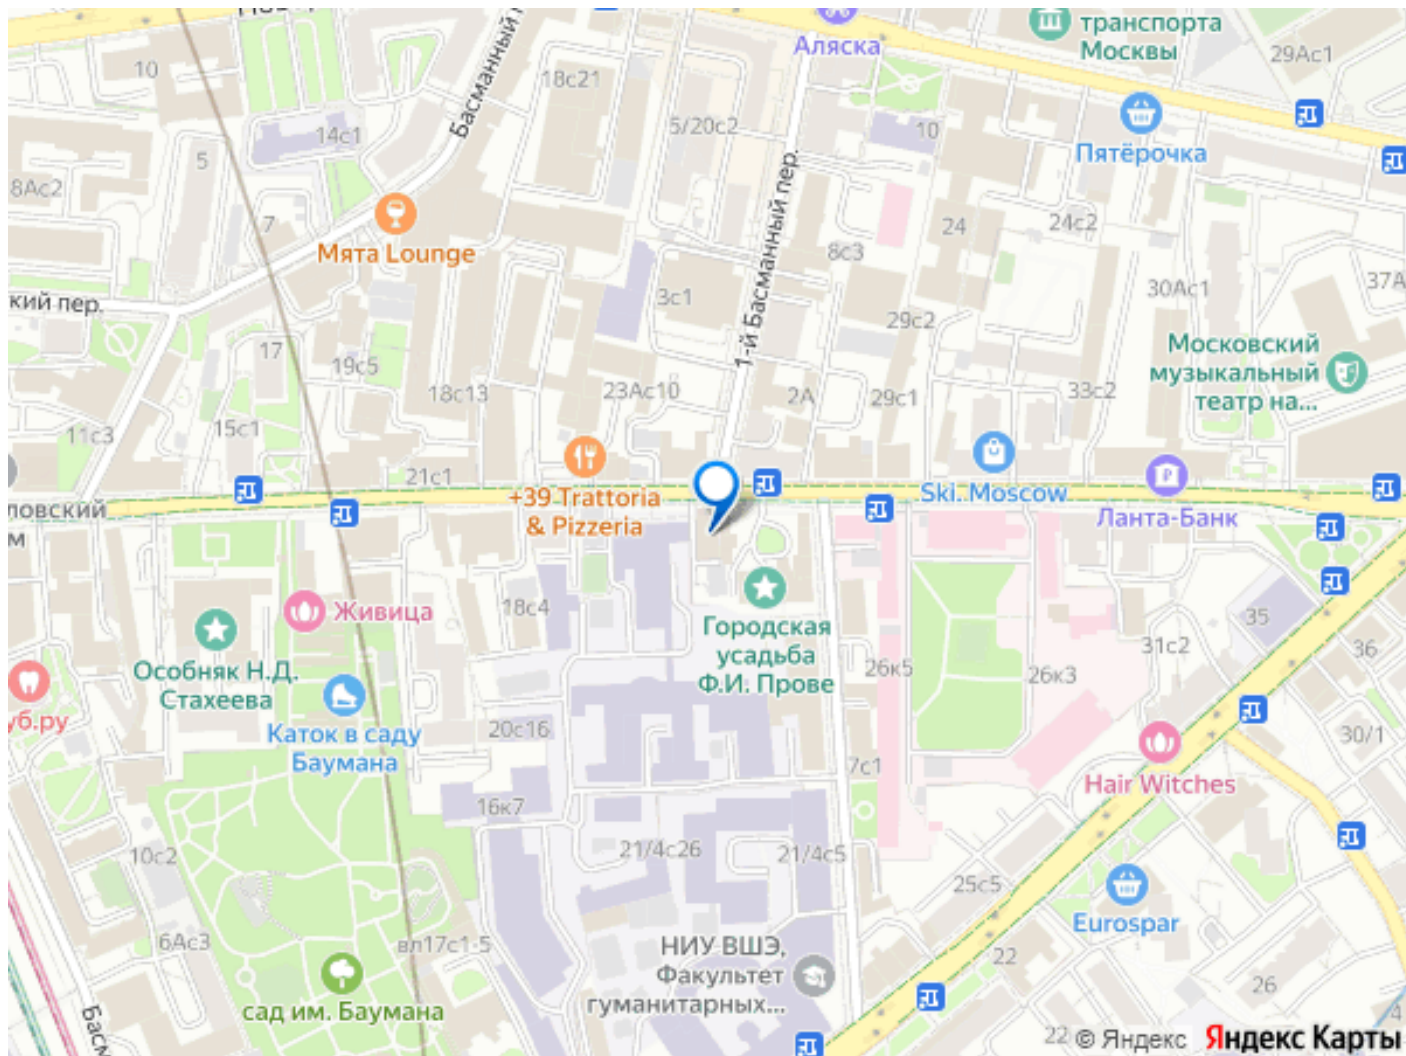 транспорта
Москвы
Аляска
29Ас1
10
18с21
Басманный
14с1
5/20с2
10
Пятёрочка
5
8Ас2
7
Мята Lounge
1-й Басманный пер.
24
24с2
8с3
кий пер.
3с1
30Ас1
37А
29с2
17
19с5
Московский
музыкальный
театр на...
18с13
23Ас10
2А
29с1
33с2
11с3
15с1
21с1
+39 Trattoria
& Pizzeria
Ski. Moscow
Ланта-Банк
ловский
м
18с4
Живица
Городская
усадьба
Ф.И. Прове
35
31с2
36
Особняк Н.Д.
Стахеева
26к5
26к3
уб.ру
20с16
Каток в саду
Баумана
30/1
7с1
Hair Witches
16к7
10с2
21/4с26
21/4с5
25с5
Eurospar
6Ас3
вл17с1-5
НИУ ВШЭ,
Факультет
гуманитарных...
22
26
сад им. Баумана
Басм
4
22
© Яндекс
Яндекс Карты